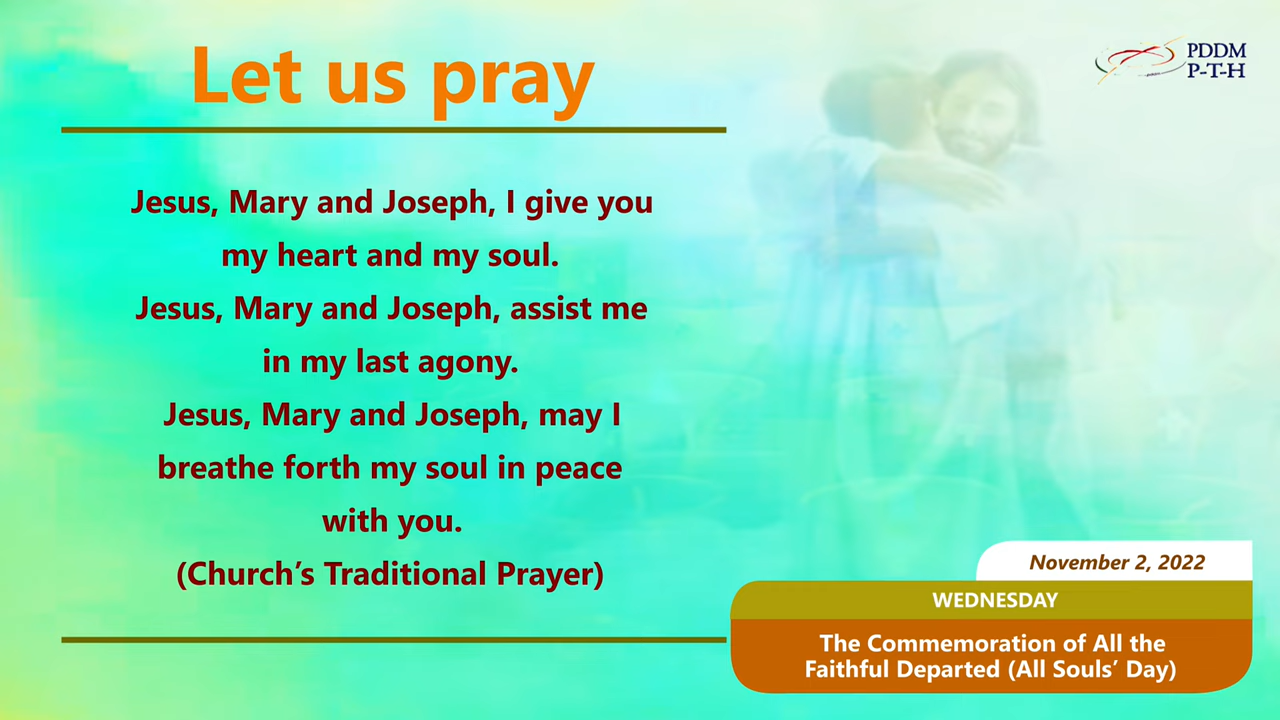 Let us pray
PDDM
P-T-H
Jesus, Mary and Joseph, I give you
my heart and my soul.
Jesus, Mary and Joseph, assist me
in my last agony.
Jesus, Mary and Joseph, may I
breathe forth my soul in peace
with you.
(Church’s Traditional Prayer)
November 2, 2022
WEDNESDAY
The Commemoration of All the
Faithful Departed (All Souls’ Day)